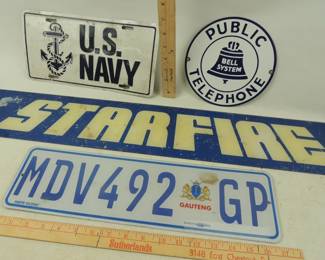 U.S.
NAVY
PUBLIC
BELL
SYSTEM
TELEPHONE
STARFIRE
MDV492 GP
GAUTENG
Sutherlands